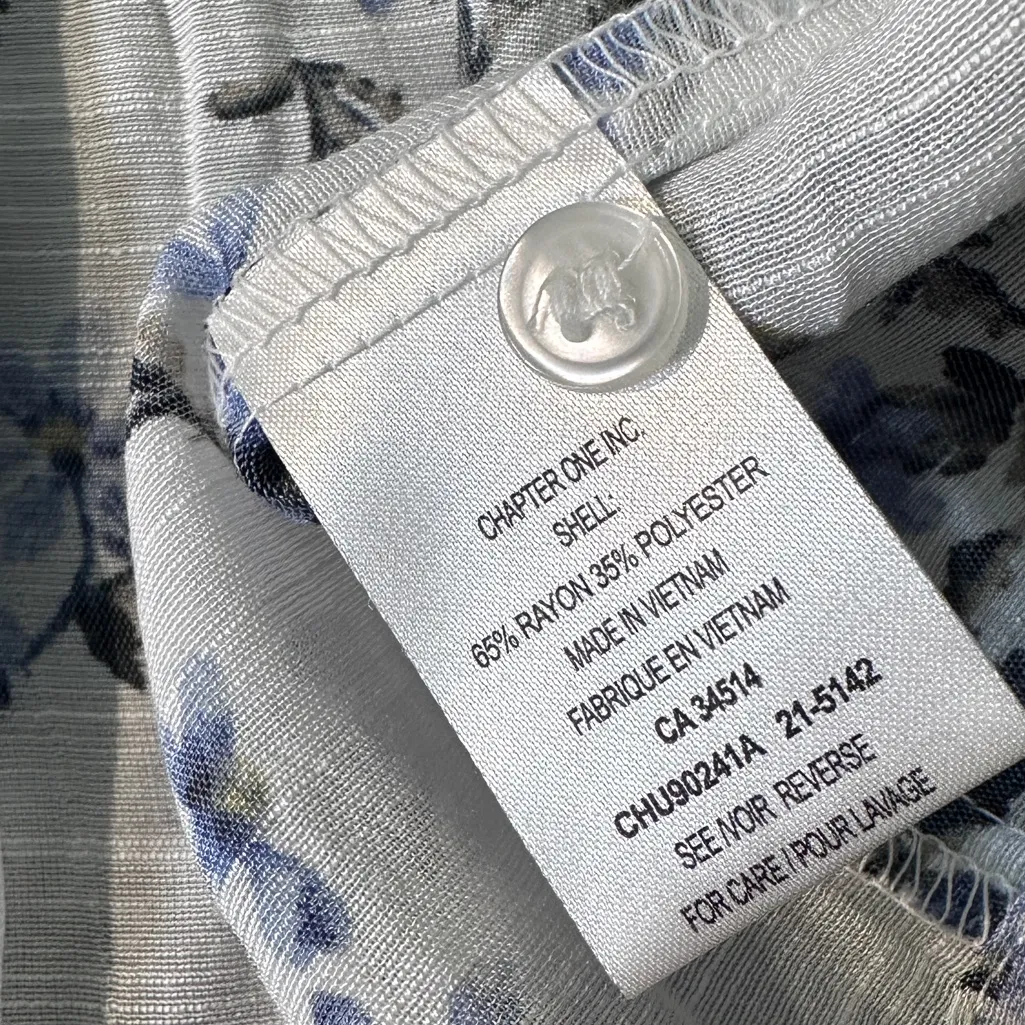 CHAPTER ONE INC.
SHELL:
65% RAYON 35% POLYESTER
MADE IN VIETNAM
FABRIQUE EN VIETNAM
CA 34514
CHU90241A 21-5142
SEE/VOIR REVERSE
FOR CARE / POUR LAVAGE